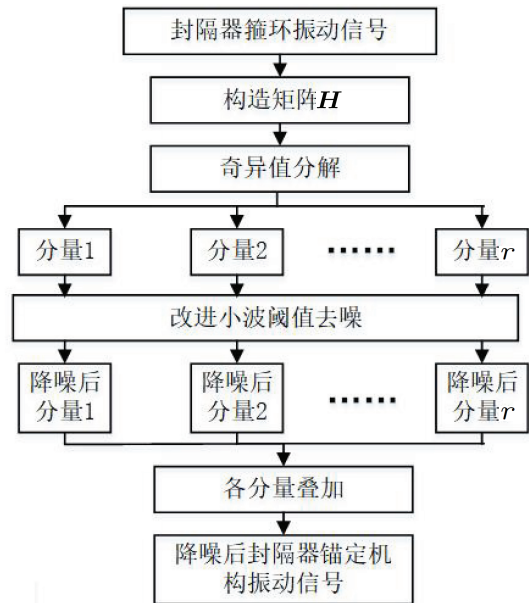 封隔器箍环振动信号
构造矩阵H
奇异值分解
分量1 分量2 ...... 分量r
改进小波阈值去噪
降噪后 降噪后 降噪后
分量1 分量2 ...... 分量r
各分量叠加
降噪后封隔器锚定机
构振动信号